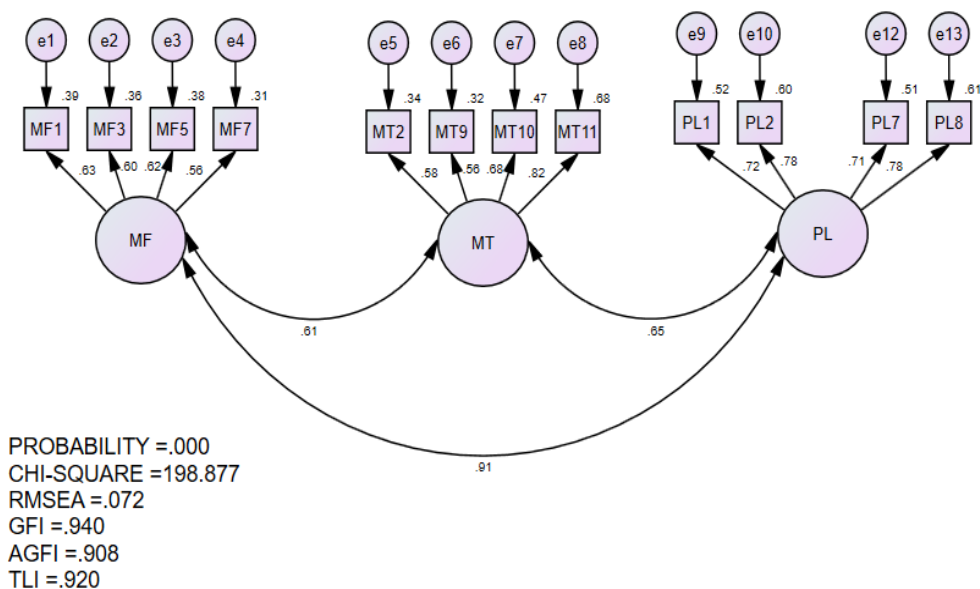 e1 e2 e3 e4 e5 e6 e7 e8 e9 e10 e12 e13
.39 .36 .38 .31 .34 .32 .47 .68 .52 .60 .51 .61
MF1 MF3 MF5 MF7 MT2 MT9 MT10 MT11 PL1 PL2 PL7 PL8
.63 .60 .62 .56 .58 .56 .68 .82 .72 .78 .71 .78
MF MT PL
.61 .65
.91
PROBABILITY =.000
CHI-SQUARE =198.877
RMSEA =.072
GFI =.940
AGFI =.908
TLI =.920